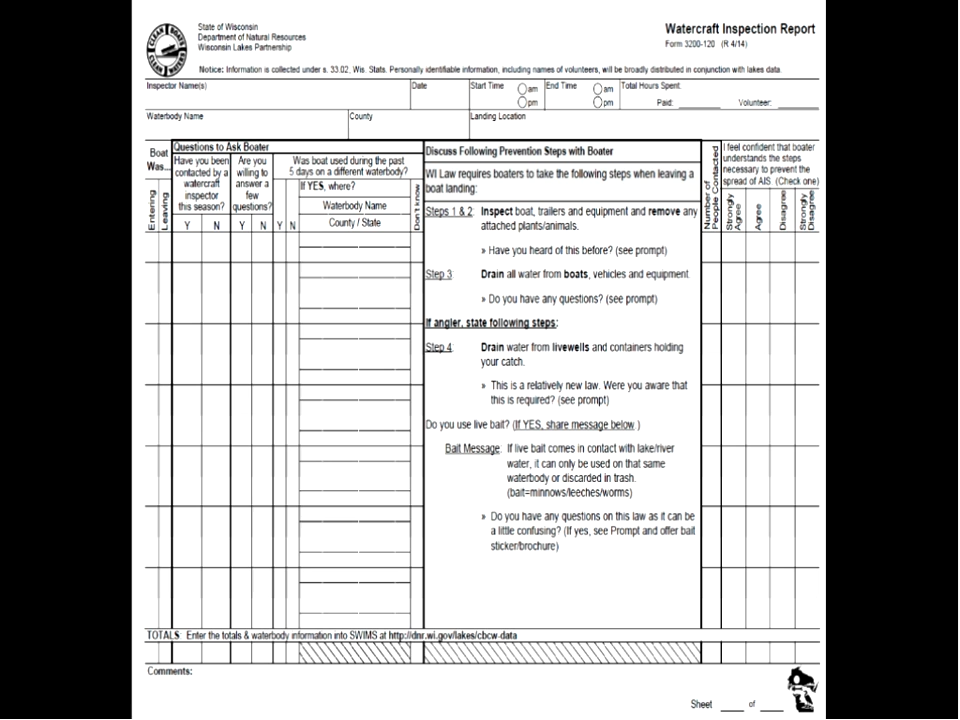 CLEAN BOATS
CLEAN WATERS
State of Wisconsin
Department of Natural Resources
Wisconsin Lakes Partnership
Watercraft Inspection Report
Form 3200-120 (R 4/14)
Notice: Information is collected under s. 33.02, Wis. Stats. Personally identifiable information, including names of volunteers, will be broadly distributed in conjunction with lakes data.
Inspector Name(s)
Date
Start Time
am
pm
End Time
am
pm
Total Hours Spent:
Paid:
Volunteer:
Waterbody Name
County
Landing Location
Boat
Was...
Entering
Leaving
Questions to Ask Boater
Have you been
contacted by a
watercraft
inspector
this season?
Y N
Are you
willing to
answer a
few
questions?
Y N
Was boat used during the past
5 days on a different waterbody?
Y N
If YES, where?
Waterbody Name
County / State
Don't know
Discuss Following Prevention Steps with Boater
WI Law requires boaters to take the following steps when leaving a
boat landing:
Steps 1 & 2: Inspect boat, trailers and equipment and remove any
attached plants/animals.
» Have you heard of this before? (see prompt)
Step 3: Drain all water from boats, vehicles and equipment.
» Do you have any questions? (see prompt)
If angler, state following steps:
Step 4: Drain water from livewells and containers holding
your catch.
» This is a relatively new law. Were you aware that
this is required? (see prompt)
Do you use live bait? (If YES, share message below.)
Bait Message: If live bait comes in contact with lake/river
water, it can only be used on that same
waterbody or discarded in trash.
(bait=minnows/leeches/worms)
» Do you have any questions on this law as it can be
a little confusing? (If yes, see Prompt and offer bait
sticker/brochure)
Number of
People Contacted
I feel confident that boater
understands the steps
necessary to prevent the
spread of AIS. (Check one)
Strongly
Agree
Agree
Disagree
Strongly
Disagree
TOTALS: Enter the totals & waterbody information into SWIMS at http://dnr.wi.gov/lakes/cbcw-data
Comments:
Sheet ____ of ____